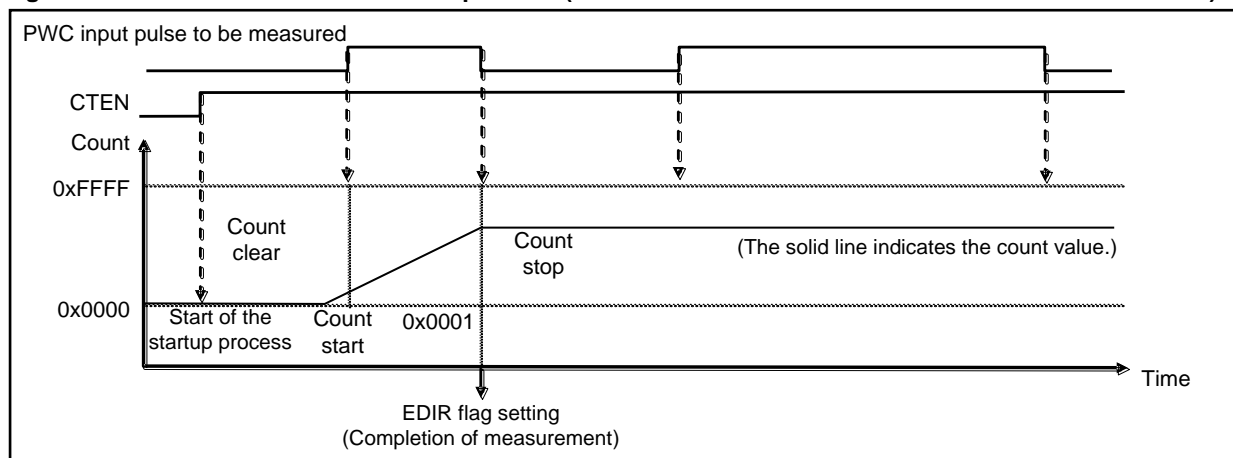 PWC input pulse to be measured
CTEN
Count
0xFFFF
Count
clear
Count
stop
(The solid line indicates the count value.)
0x0000
Start of the
startup process
Count
start
0x0001
Time
EDIR flag setting
(Completion of measurement)